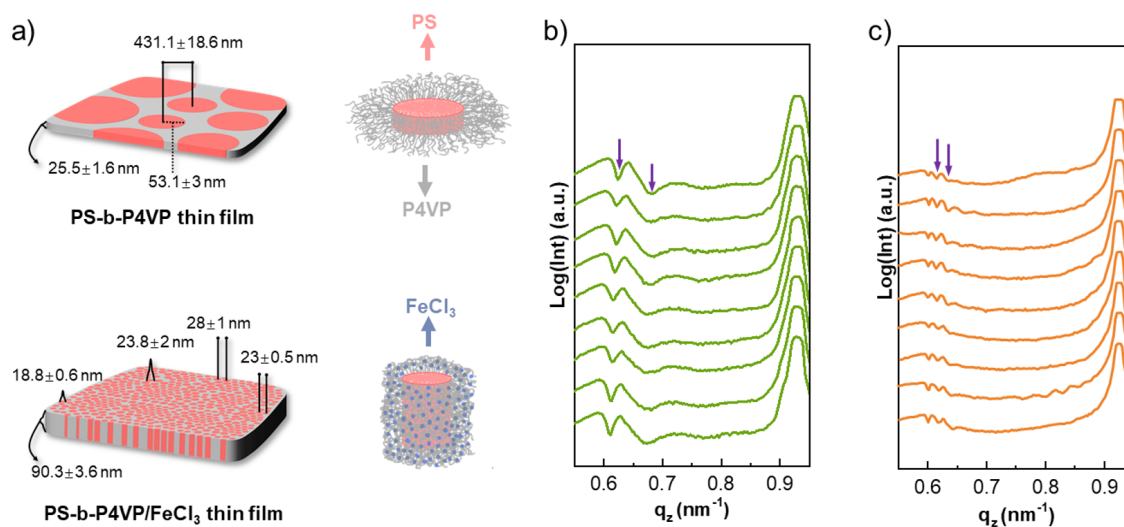 a)
431.1±18.6 nm
25.5±1.6 nm
53.1±3 nm
PS-b-P4VP thin film
PS
P4VP
28±1 nm
23.8±2 nm
23±0.5 nm
18.8±0.6 nm
90.3±3.6 nm
PS-b-P4VP/FeCl₃ thin film
FeCl₃
b)
Log(Int) (a.u.)
0.6 0.7 0.8 0.9
q_z (nm⁻¹)
c)
Log(Int) (a.u.)
0.6 0.7 0.8 0.9
q_z (nm⁻¹)